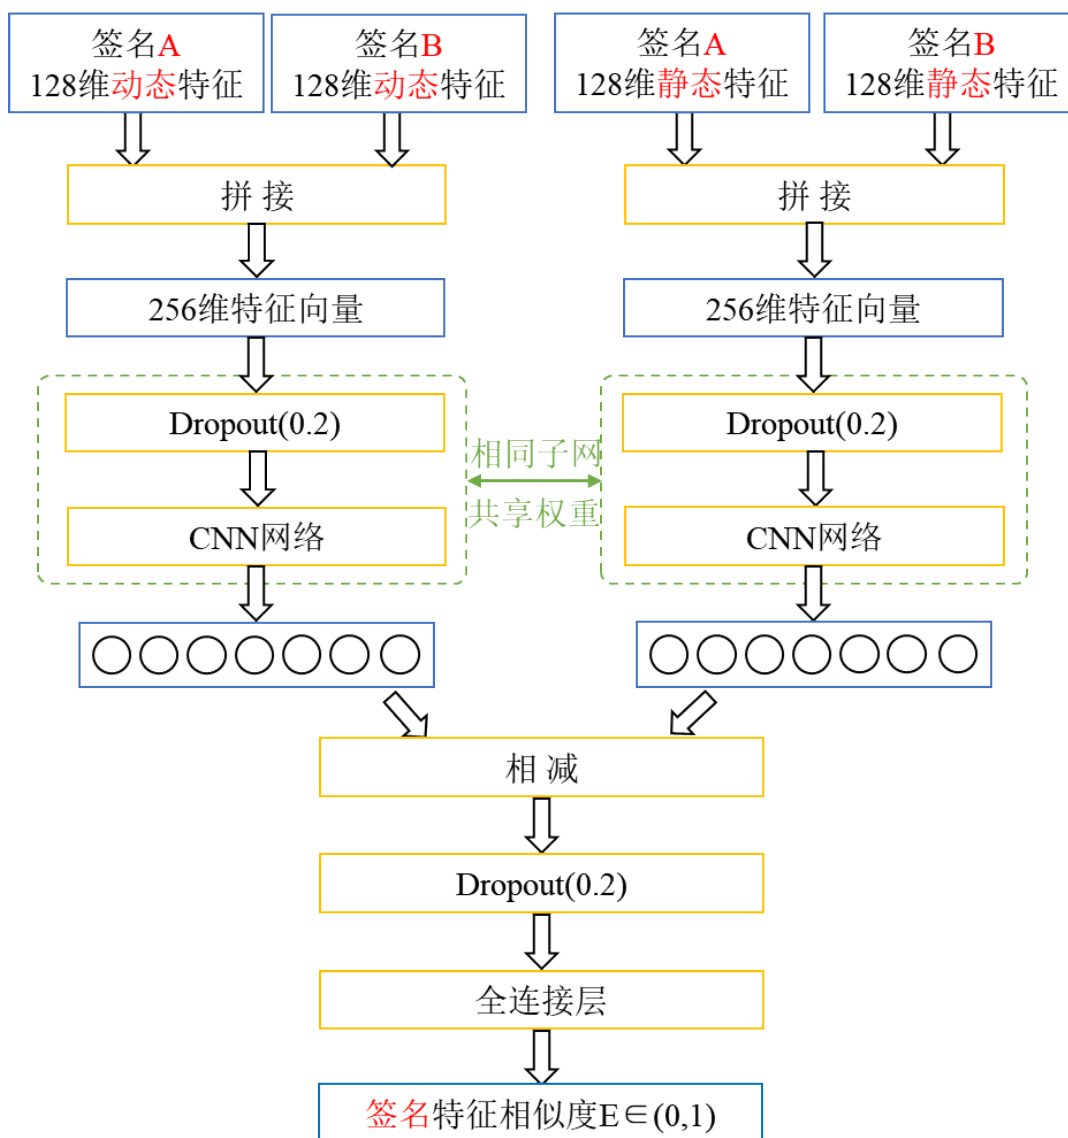 签名A
128维动态特征
签名B
128维动态特征
签名A
128维静态特征
签名B
128维静态特征
拼 接
拼 接
256维特征向量
256维特征向量
Dropout(0.2)
Dropout(0.2)
相同子网
共享权重
CNN网络
CNN网络
相 减
Dropout(0.2)
全连接层
签名特征相似度E∈(0,1)